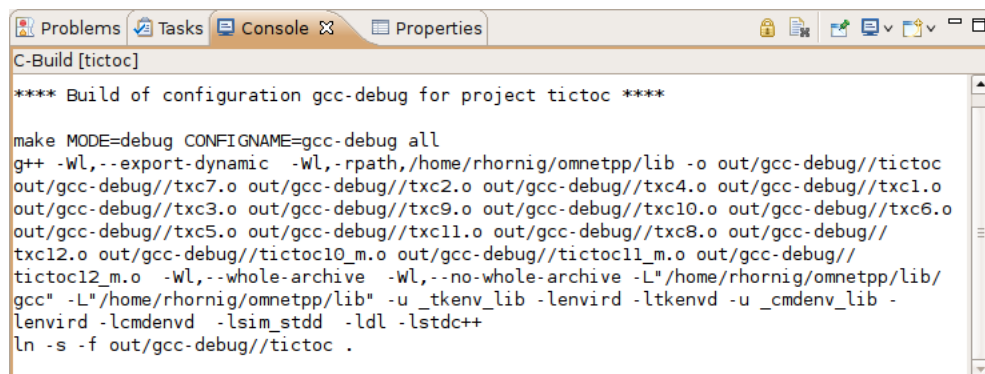 Problems Tasks Console Properties
C-Build [tictoc]
**** Build of configuration gcc-debug for project tictoc ****
make MODE=debug CONFIGNAME=gcc-debug all
g++ -Wl,--export-dynamic  -Wl,-rpath,/home/rhornig/omnetpp/lib -o out/gcc-debug//tictoc
out/gcc-debug//txc7.o out/gcc-debug//txc2.o out/gcc-debug//txc4.o out/gcc-debug//txc1.o
out/gcc-debug//txc3.o out/gcc-debug//txc9.o out/gcc-debug//txc10.o out/gcc-debug//txc6.o
out/gcc-debug//txc5.o out/gcc-debug//txc11.o out/gcc-debug//txc8.o out/gcc-debug//
txc12.o out/gcc-debug//tictoc10_m.o out/gcc-debug//tictoc11_m.o out/gcc-debug//
tictoc12_m.o  -Wl,--whole-archive  -Wl,--no-whole-archive -L"/home/rhornig/omnetpp/lib/
gcc" -L"/home/rhornig/omnetpp/lib" -u _tkenv_lib -lenvird -ltkenvd -u _cmdenv_lib -
lenvird -lcmdenvd  -lsim_stdd  -ldl -lstdc++
ln -s -f out/gcc-debug//tictoc .